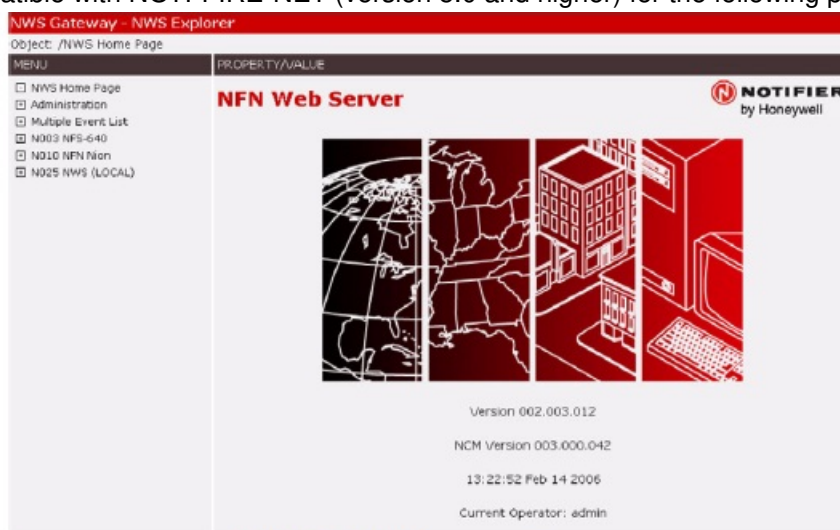 NWS Gateway - NWS Explorer
Object: /NWS Home Page
MENU
PROPERTY/VALUE
NWS Home Page
Administration
Multiple Event List
N003 NFS-640
N010 NFN Nion
N025 NWS (LOCAL)
NFN Web Server
NOTIFIER
by Honeywell
Version 002.003.012
NCM Version 003.000.042
13:22:52 Feb 14 2006
Current Operator: admin